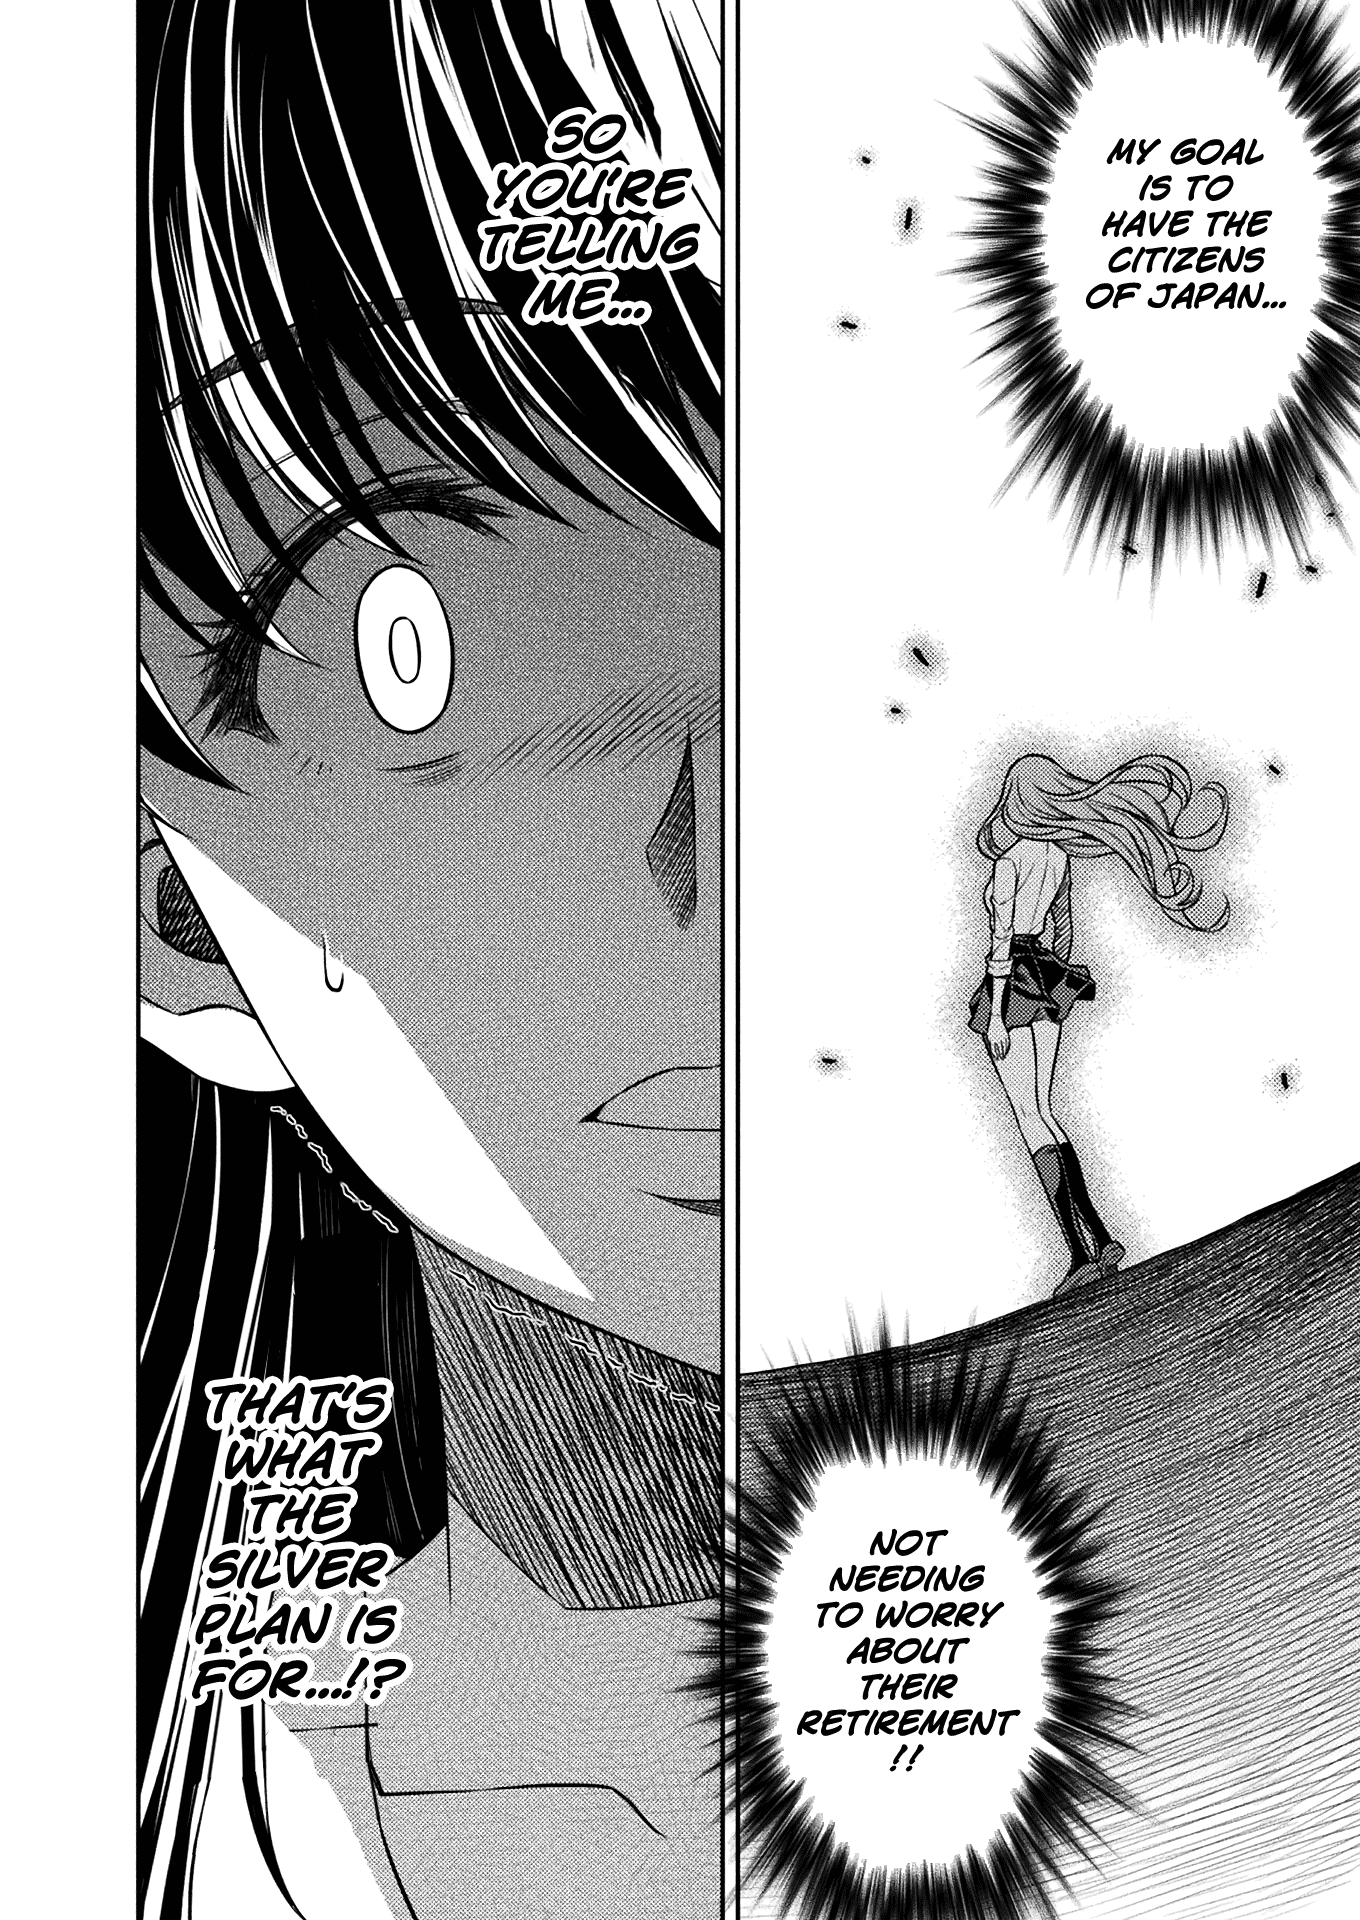 MY GOAL
IS TO
HAVE THE
CITIZENS
OF JAPAN...
NOT
NEEDING
TO WORRY
ABOUT
THEIR
RETIREMENT
!!
SO
YOU'RE
TELLING
ME...
THAT'S
WHAT
THE
SILVER
PLAN IS
FOR...!?